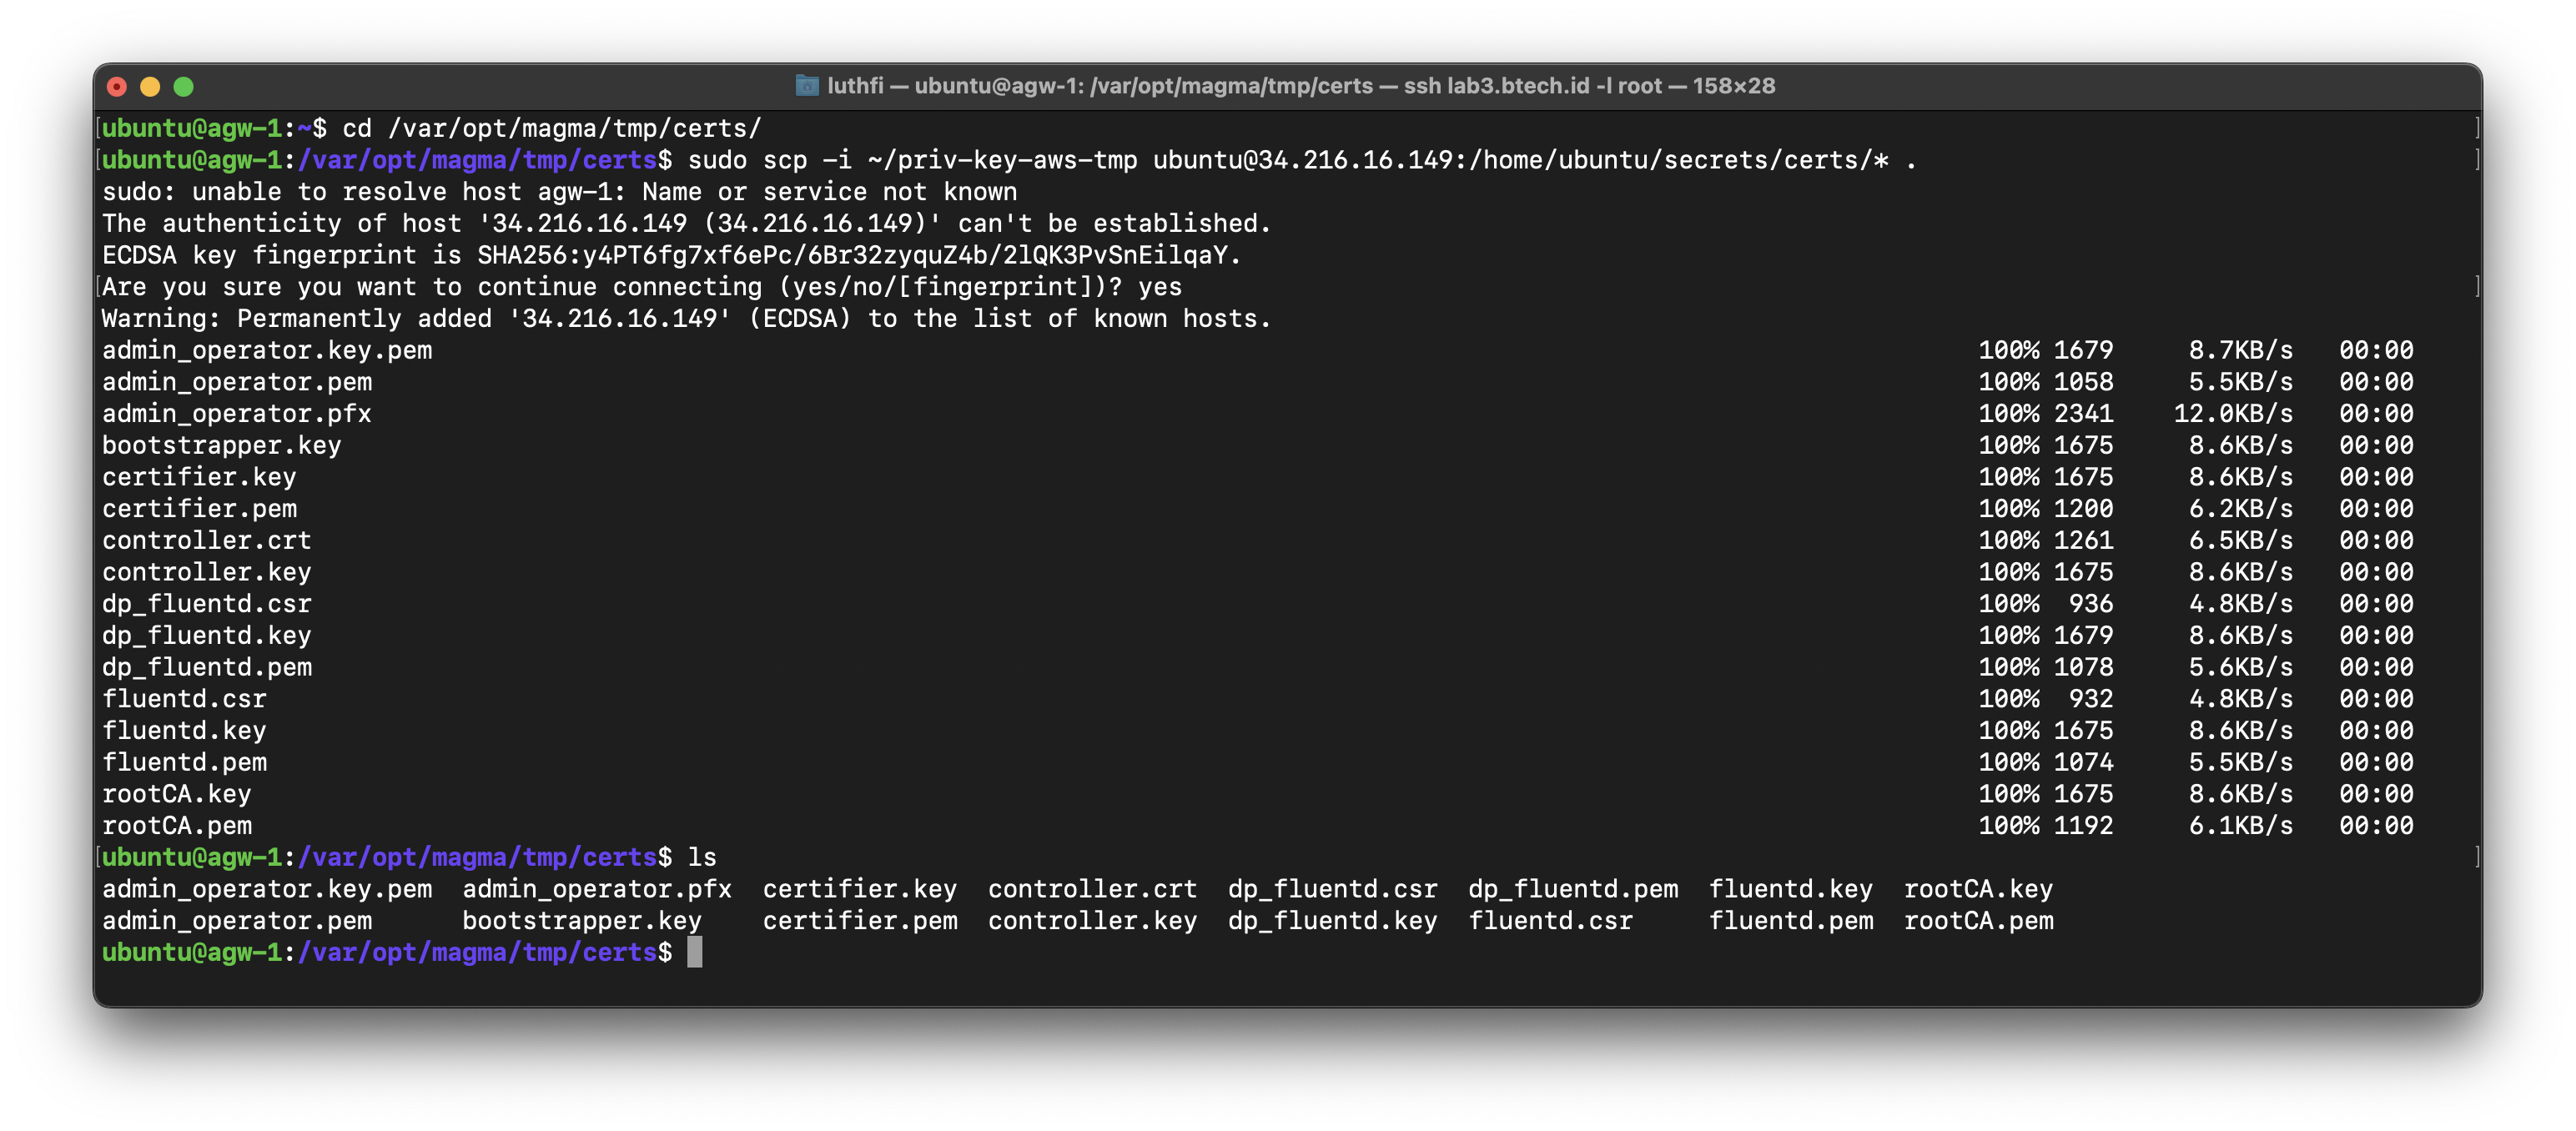 luthfi — ubuntu@agw-1: /var/opt/magma/tmp/certs — ssh lab3.btech.id -l root — 158×28
[ubuntu@agw-1:~$ cd /var/opt/magma/tmp/certs/ ]
[ubuntu@agw-1:/var/opt/magma/tmp/certs$ sudo scp -i ~/priv-key-aws-tmp ubuntu@34.216.16.149:/home/ubuntu/secrets/certs/* . ]
sudo: unable to resolve host agw-1: Name or service not known
The authenticity of host '34.216.16.149 (34.216.16.149)' can't be established.
ECDSA key fingerprint is SHA256:y4PT6fg7xf6ePc/6Br32zyquZ4b/2lQK3PvSnEilqaY.
[Are you sure you want to continue connecting (yes/no/[fingerprint])? yes ]
Warning: Permanently added '34.216.16.149' (ECDSA) to the list of known hosts.
admin_operator.key.pem 100% 1679 8.7KB/s 00:00
admin_operator.pem 100% 1058 5.5KB/s 00:00
admin_operator.pfx 100% 2341 12.0KB/s 00:00
bootstrapper.key 100% 1675 8.6KB/s 00:00
certifier.key 100% 1675 8.6KB/s 00:00
certifier.pem 100% 1200 6.2KB/s 00:00
controller.crt 100% 1261 6.5KB/s 00:00
controller.key 100% 1675 8.6KB/s 00:00
dp_fluentd.csr 100% 936 4.8KB/s 00:00
dp_fluentd.key 100% 1679 8.6KB/s 00:00
dp_fluentd.pem 100% 1078 5.6KB/s 00:00
fluentd.csr 100% 932 4.8KB/s 00:00
fluentd.key 100% 1675 8.6KB/s 00:00
fluentd.pem 100% 1074 5.5KB/s 00:00
rootCA.key 100% 1675 8.6KB/s 00:00
rootCA.pem 100% 1192 6.1KB/s 00:00
[ubuntu@agw-1:/var/opt/magma/tmp/certs$ ls ]
admin_operator.key.pem admin_operator.pfx certifier.key controller.crt dp_fluentd.csr dp_fluentd.pem fluentd.key rootCA.key
admin_operator.pem bootstrapper.key certifier.pem controller.key dp_fluentd.key fluentd.csr fluentd.pem rootCA.pem
ubuntu@agw-1:/var/opt/magma/tmp/certs$